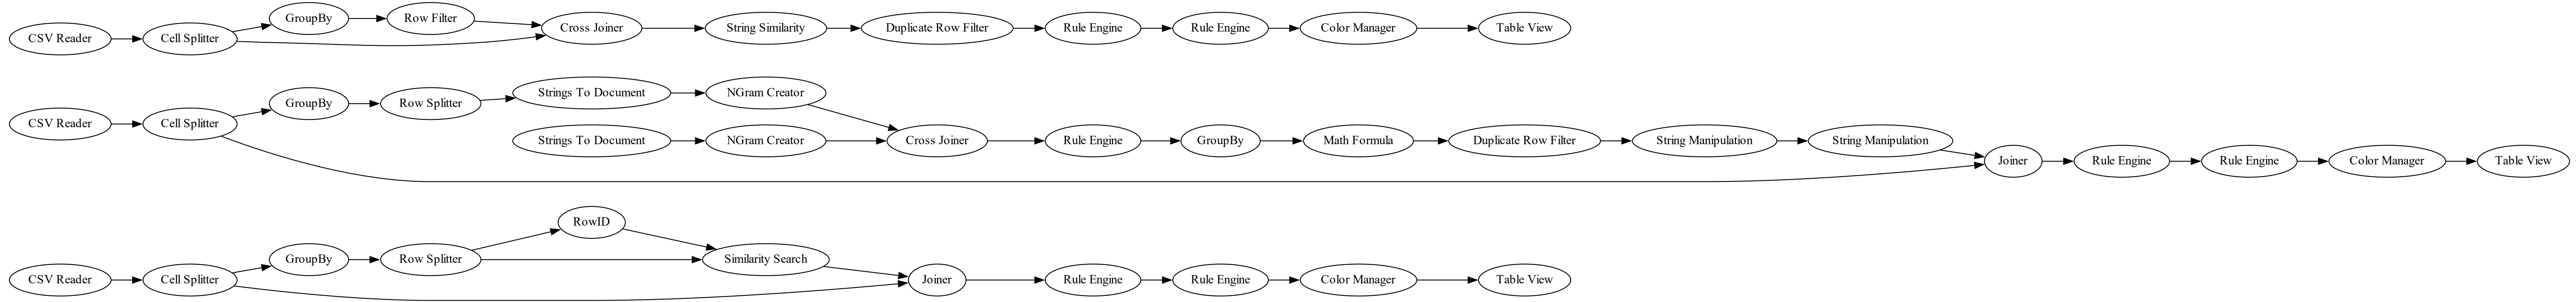 CSV Reader
Cell Splitter
GroupBy
Row Filter
Cross Joiner
String Similarity
Duplicate Row Filter
Rule Engine
Rule Engine
Color Manager
Table View
CSV Reader
Cell Splitter
GroupBy
Row Splitter
Strings To Document
NGram Creator
Strings To Document
NGram Creator
Cross Joiner
Rule Engine
GroupBy
Math Formula
Duplicate Row Filter
String Manipulation
String Manipulation
Joiner
Rule Engine
Rule Engine
Color Manager
Table View
CSV Reader
Cell Splitter
GroupBy
Row Splitter
RowID
Similarity Search
Joiner
Rule Engine
Rule Engine
Color Manager
Table View